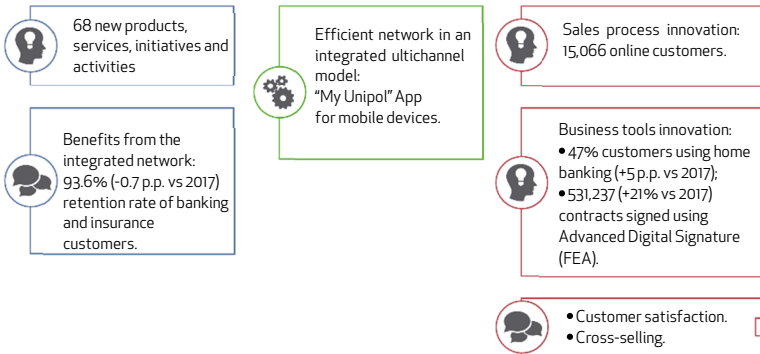 68 new products,
services, initiatives and
activities
Benefits from the
integrated network:
93.6% (-0.7 p.p. vs 2017)
retention rate of banking
and insurance
customers.
Efficient network in an
integrated ultichannel
model:
“My Unipol” App
for mobile devices.
Sales process innovation:
15,066 online customers.
Business tools innovation:
• 47% customers using home
banking (+5 p.p. vs 2017);
• 531,237 (+21% vs 2017)
contracts signed using
Advanced Digital Signature
(FEA).
• Customer satisfaction.
• Cross-selling.